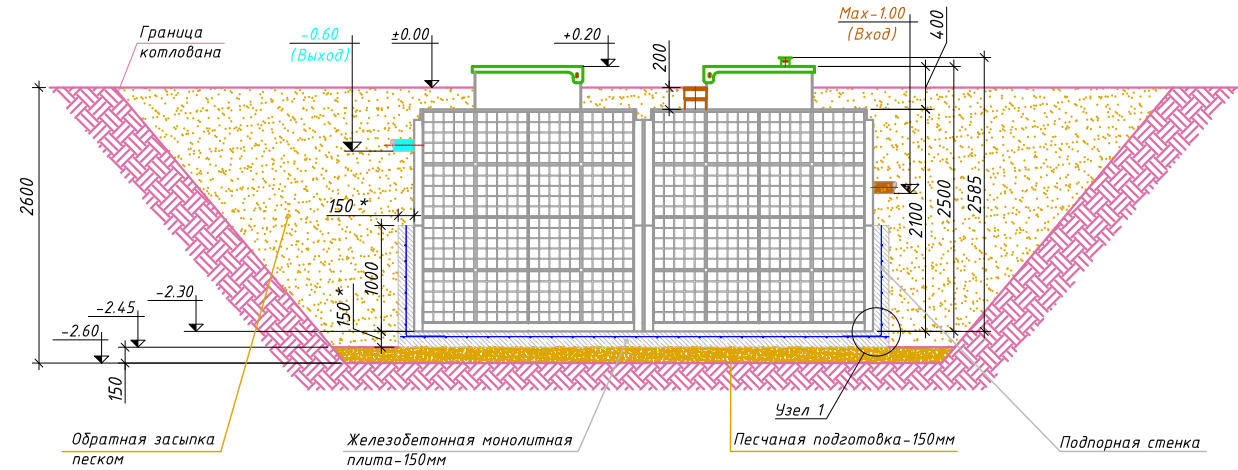 Граница
котлована
-0.60
(Выход)
±0.00
+0.20
200
Max-1.00
(Вход)
400
2600
150 *
1000
150 *
2100
2500
2585
-2.30
-2.45
-2.60
150
Узел 1
Обратная засыпка
песком
Железобетонная монолитная
плита-150мм
Песчаная подготовка-150мм
Подпорная стенка